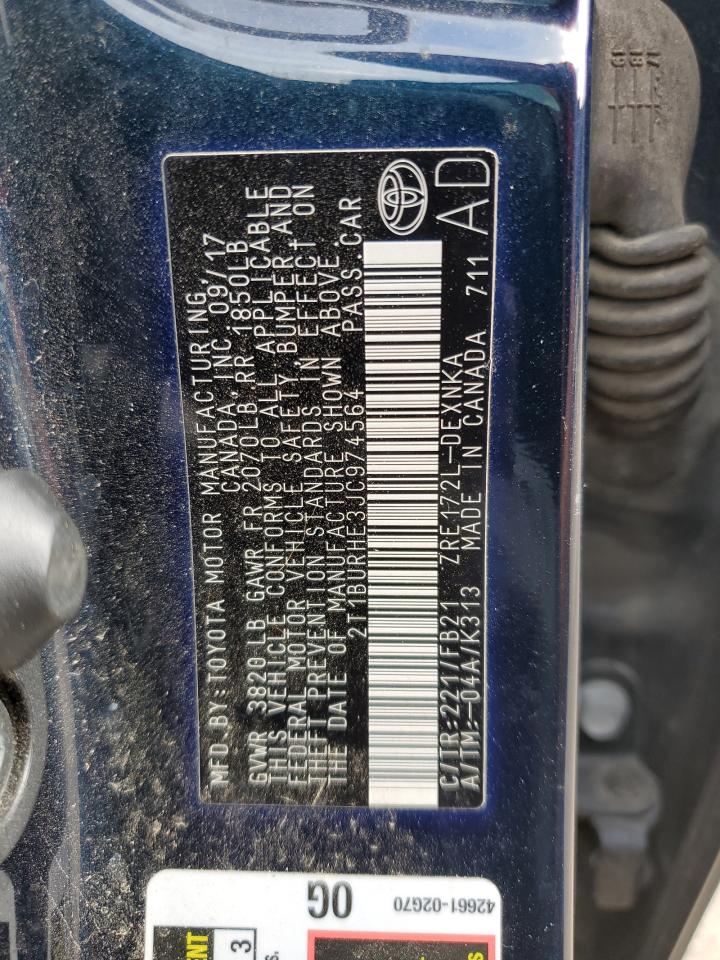 MFD BY: TOYOTA MOTOR MANUFACTURING,
CANADA, INC 09/17
GVWR 3820LB GAWR FR 2070LB, RR 1850LB
THIS VEHICLE CONFORMS TO ALL APPLICABLE
FEDERAL MOTOR VEHICLE SAFETY, BUMPER, AND
THEFT PREVENTION STANDARDS IN EFFECT ON
THE DATE OF MANUFACTURE SHOWN ABOVE.
2T1BURHE3JC974564 PASS.CAR
C/TR:221/FB21 ZRE172L-DEXNKA
A/TM:-04A/K313 MADE IN CANADA 711
AD
0G
42661-02G70
3